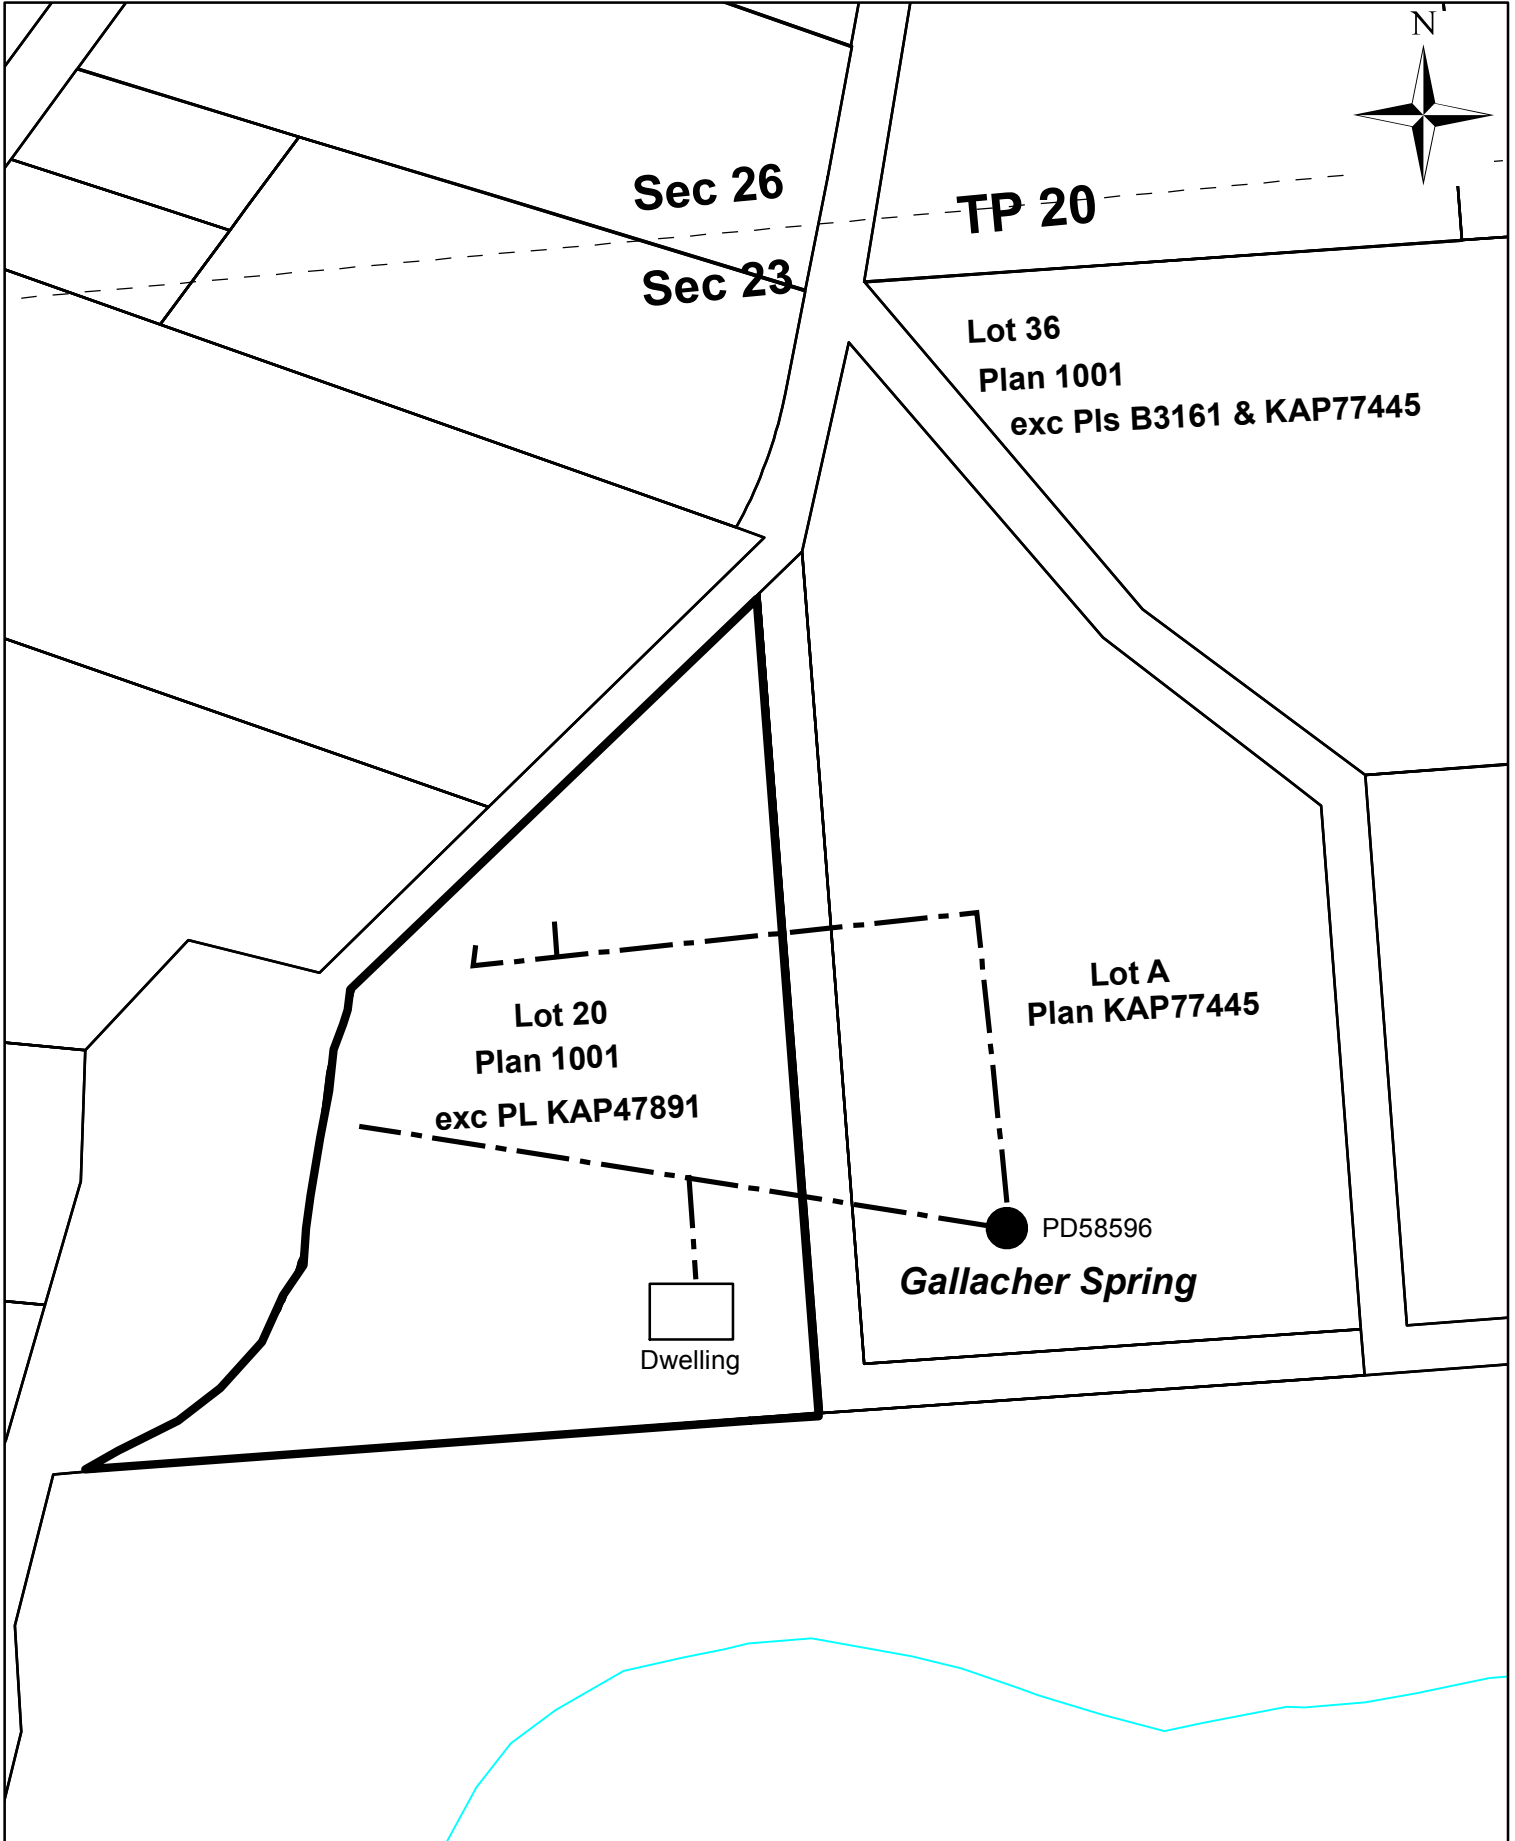 N
Sec 26
TP 20
Sec 23
Lot 36
Plan 1001
exc Pls B3161 & KAP77445
Lot A
Plan KAP77445
Lot 20
Plan 1001
exc PL KAP47891
PD58596
Gallacher Spring
Dwelling